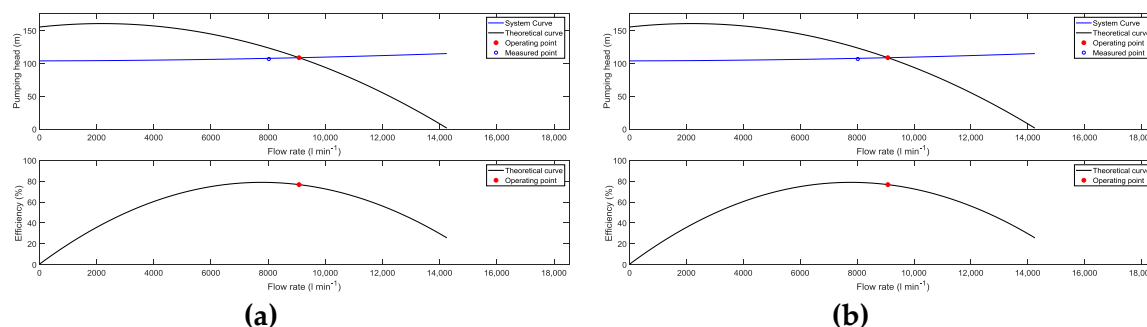 Pumping head (m)
150
100
50
0
System Curve
Theoretical curve
Operating point
Measured point
0 2000 4000 6000 8000 10,000 12,000 14,000 16,000 18,000
Flow rate (l min⁻¹)
Efficiency (%)
100
80
60
40
20
0
Theoretical curve
Operating point
0 2000 4000 6000 8000 10,000 12,000 14,000 16,000 18,000
Flow rate (l min⁻¹)
(a)
Pumping head (m)
150
100
50
0
System Curve
Theoretical curve
Operating point
Measured point
0 2000 4000 6000 8000 10,000 12,000 14,000 16,000 18,000
Flow rate (l min⁻¹)
Efficiency (%)
100
80
60
40
20
0
Theoretical curve
Operating point
0 2000 4000 6000 8000 10,000 12,000 14,000 16,000
Flow rate (l min⁻¹)
(b)